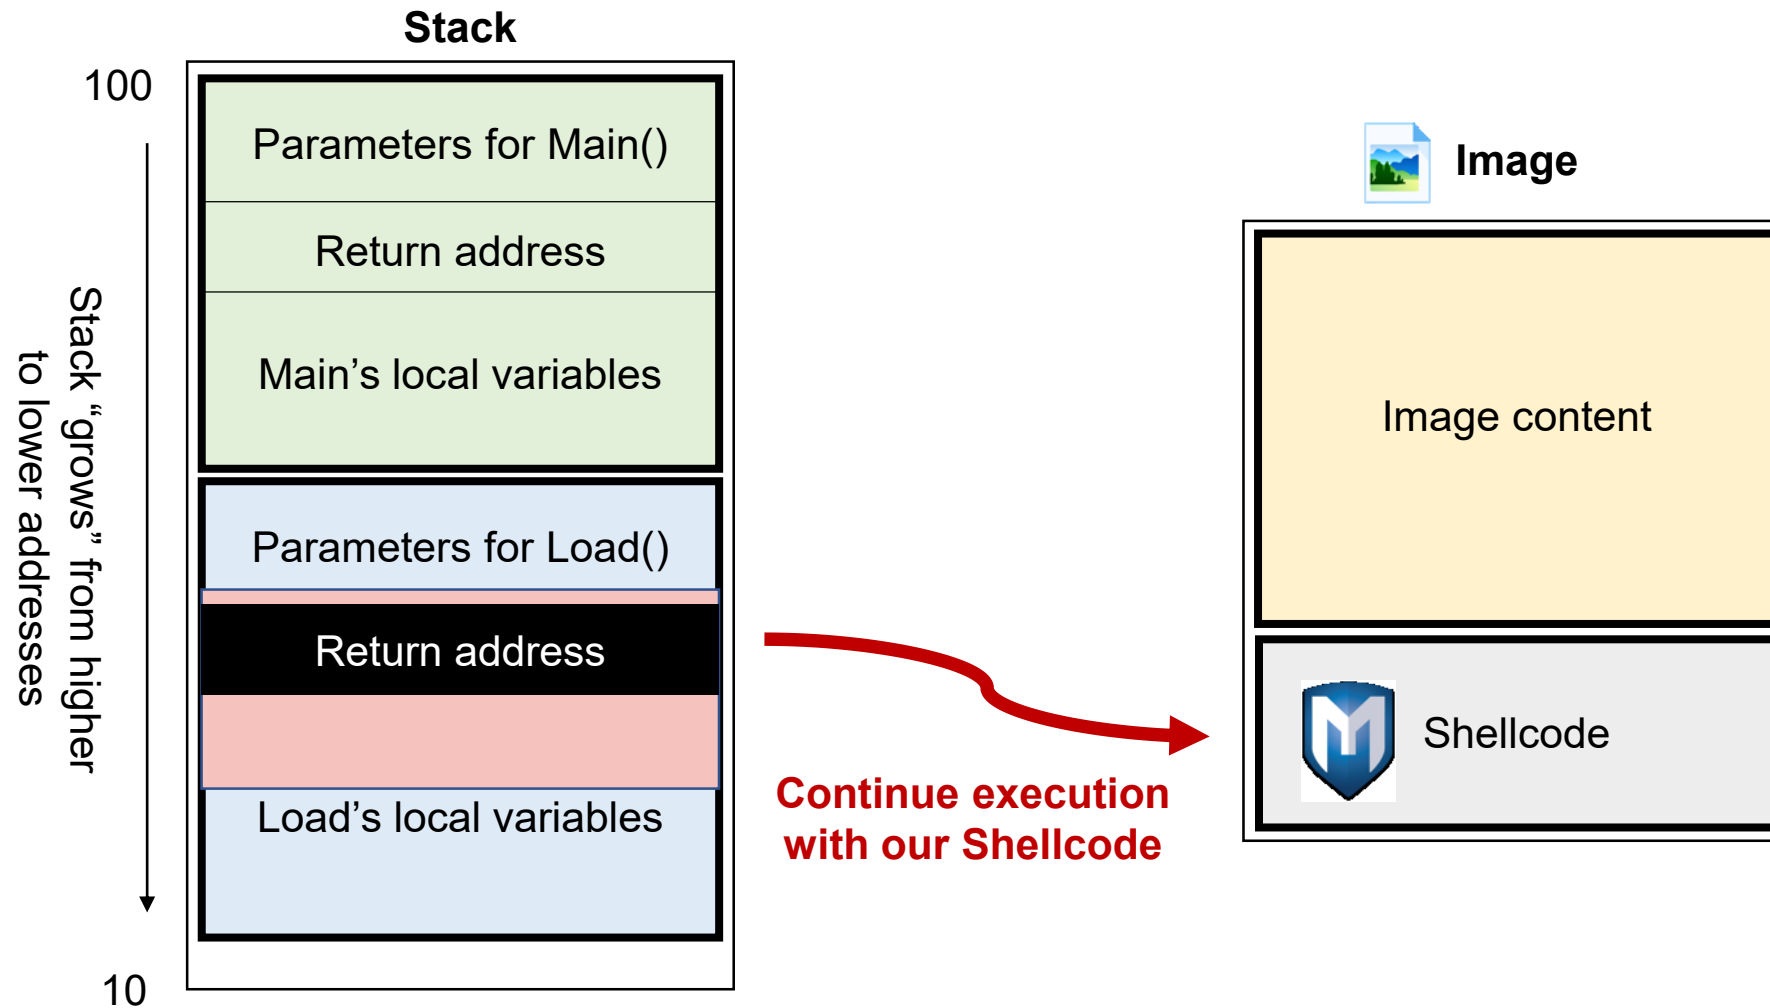 Stack
100
Parameters for Main()
Return address
Main’s local variables
Parameters for Load()
Return address
Load’s local variables
10
Stack “grows” from higher
to lower addresses
Continue execution
with our Shellcode
Image
Image content
M
Shellcode